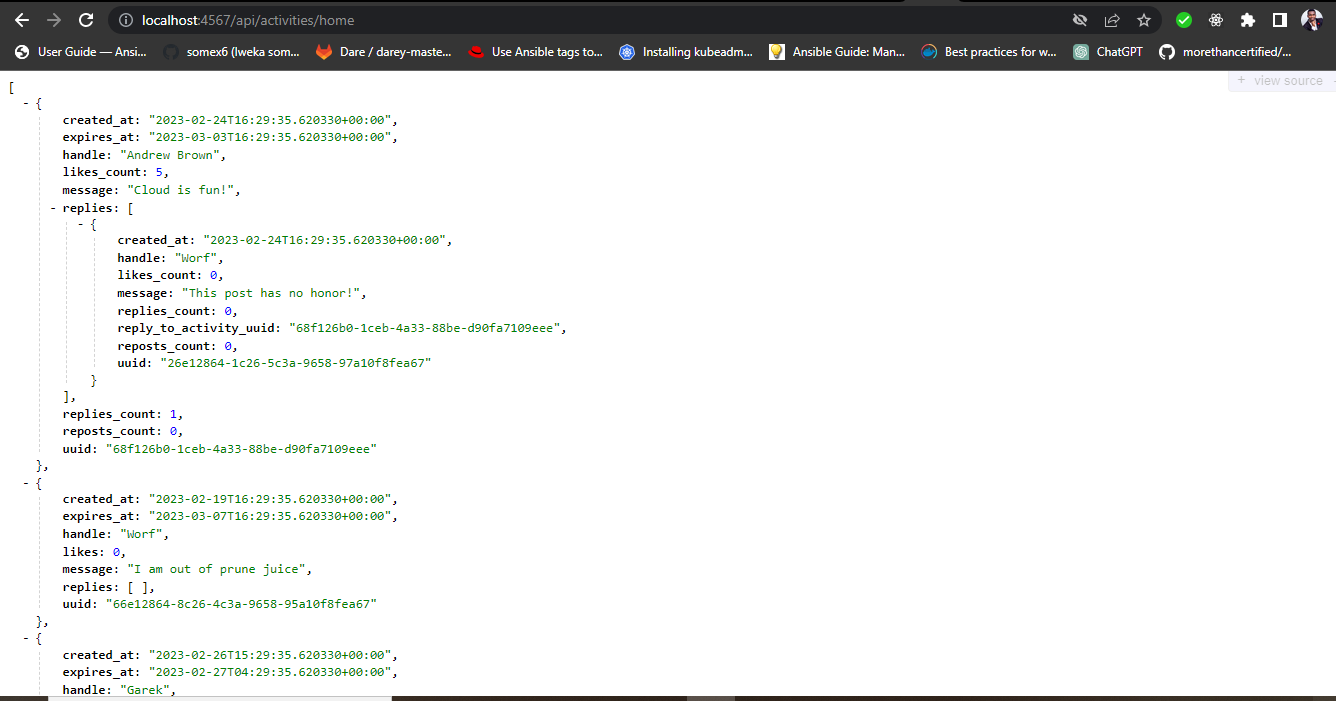 localhost:4567/api/activities/home
User Guide — Ansi... somex6 (lweka som... Dare / darey-maste... Use Ansible tags to... Installing kubeadm... Ansible Guide: Man... Best practices for w... ChatGPT morethancertified/...
+ view source
[
- {
created_at: "2023-02-24T16:29:35.620330+00:00",
expires_at: "2023-03-03T16:29:35.620330+00:00",
handle: "Andrew Brown",
likes_count: 5,
message: "Cloud is fun!",
- replies: [
- {
created_at: "2023-02-24T16:29:35.620330+00:00",
handle: "Worf",
likes_count: 0,
message: "This post has no honor!",
replies_count: 0,
reply_to_activity_uuid: "68f126b0-1ceb-4a33-88be-d90fa7109eee",
reposts_count: 0,
uuid: "26e12864-1c26-5c3a-9658-97a10f8fea67"
}
],
replies_count: 1,
reposts_count: 0,
uuid: "68f126b0-1ceb-4a33-88be-d90fa7109eee"
},
- {
created_at: "2023-02-19T16:29:35.620330+00:00",
expires_at: "2023-03-07T16:29:35.620330+00:00",
handle: "Worf",
likes: 0,
message: "I am out of prune juice",
replies: [ ],
uuid: "66e12864-8c26-4c3a-9658-95a10f8fea67"
},
- {
created_at: "2023-02-26T15:29:35.620330+00:00",
expires_at: "2023-02-27T04:29:35.620330+00:00",
handle: "Garek",